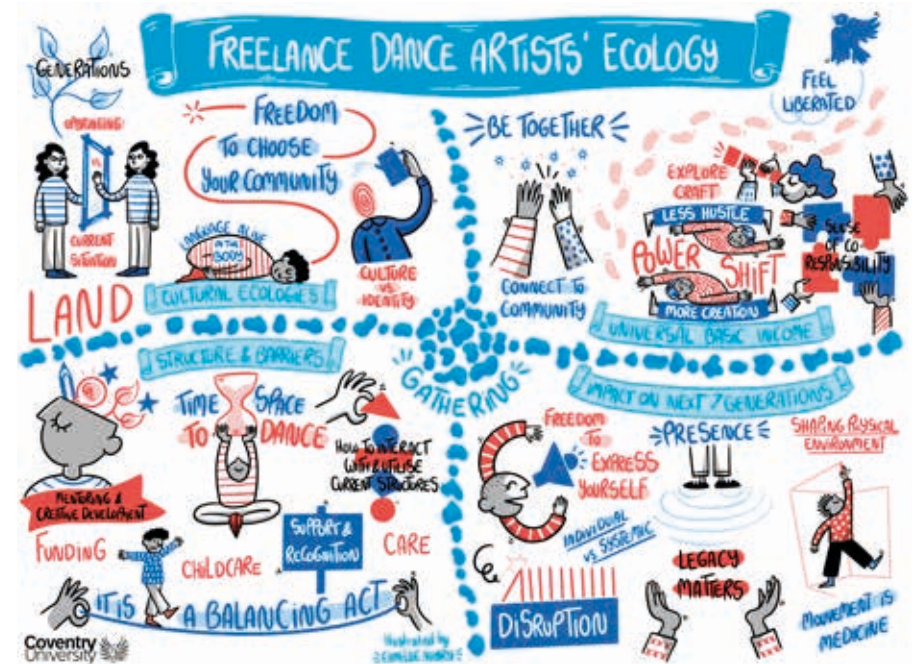 FREELANCE DANCE ARTISTS' ECOLOGY
GENERATIONS
UPBRINGING
VS
CURRENT
SITUATION
LAND
FREEDOM
TO CHOOSE
YOUR COMMUNITY
LANGUAGE ALIVE
IN THE
BODY
CULTURE
VS
IDENTITY
CULTURAL ECOLOGIES
BE TOGETHER
CONNECT TO
COMMUNITY
FEEL
LIBERATED
EXPLORE
CRAFT
LESS HUSTLE
POWER
SHIFT
MORE CREATION
SENSE
OF CO
RESPONSIBILITY
UNIVERSAL BASIC INCOME
GATHERING
STRUCTURE & BARRIERS
MENTORING &
CREATIVE DEVELOPMENT
TIME SPACE
TO DANCE
HOW TO INTERACT
WITH & UTILISE
CURRENT STRUCTURES
FUNDING
CHILDCARE
SUPPORT &
RECOGNITION
CARE
IT IS A BALANCING ACT
Coventry
University
Illustrated by
IMPACT ON NEXT 7 GENERATIONS
FREEDOM
TO
EXPRESS
YOURSELF
INDIVIDUAL
VS SYSTEMIC
DISRUPTION
PRESENCE
LEGACY
MATTERS
SHAPING PHYSICAL
ENVIRONMENT
MOVEMENT IS
MEDICINE